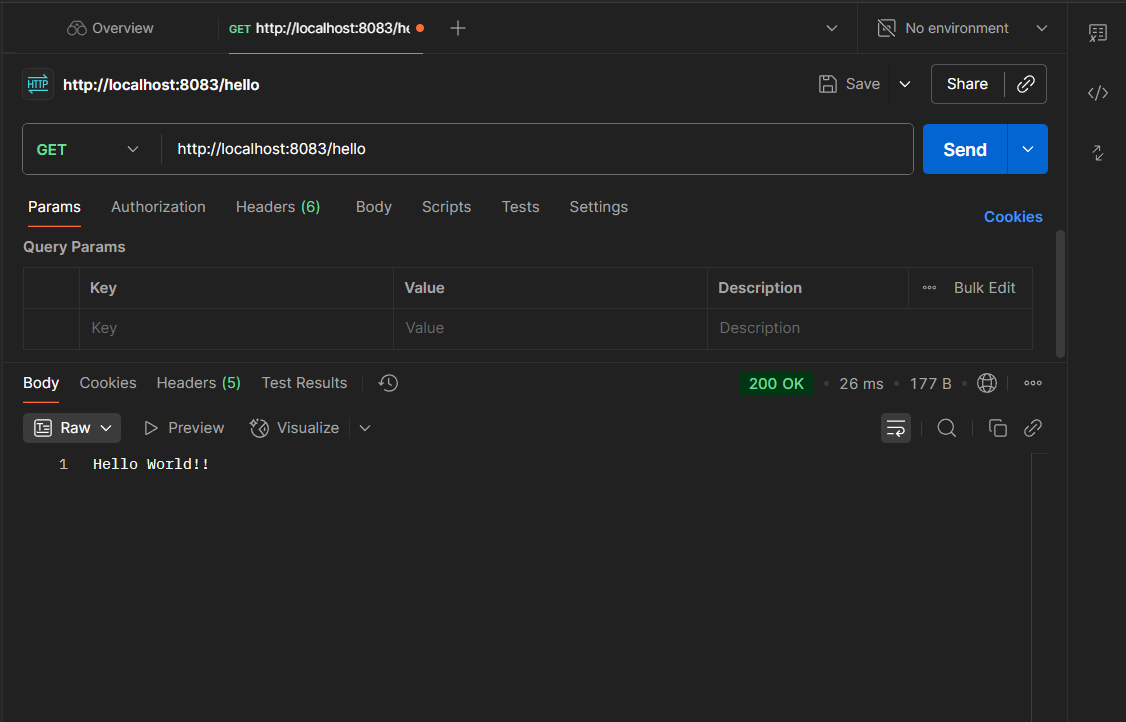 Overview GET http://localhost:8083/he No environment
HTTP http://localhost:8083/hello Save Share
GET http://localhost:8083/hello Send
Params Authorization Headers (6) Body Scripts Tests Settings Cookies
Query Params
Key Value Description Bulk Edit
Key Value Description
Body Cookies Headers (5) Test Results 200 OK 26 ms 177 B
Raw Preview Visualize
1 Hello World!!